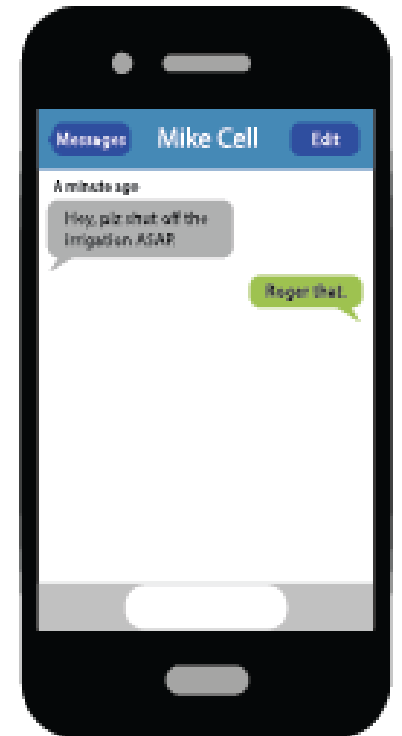 Messages Mike Cell Edit
A minute ago
Hey, plz shut off the
irrigation ASAP.
Roger that.